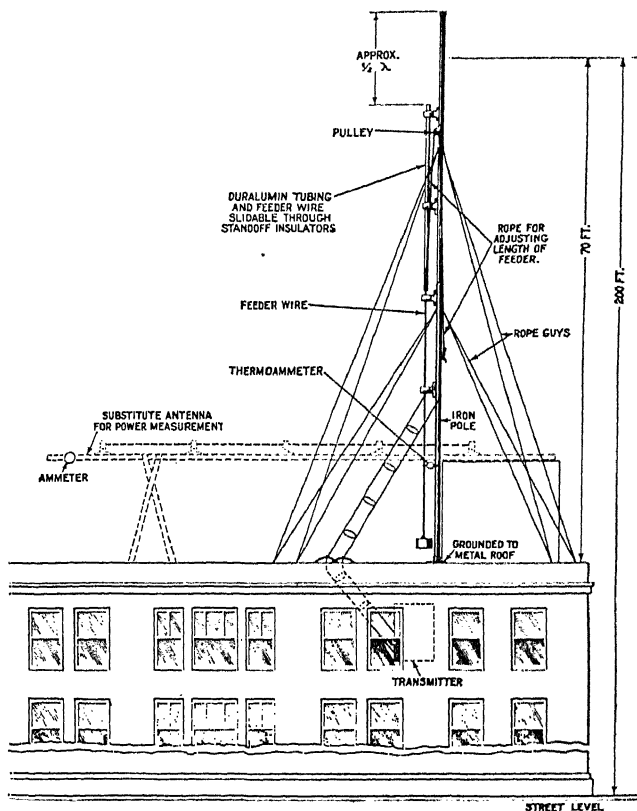 APPROX.
½ λ
PULLEY
DURALUMIN TUBING
AND FEEDER WIRE
SLIDABLE THROUGH
STANDOFF INSULATORS
ROPE FOR
ADJUSTING
LENGTH OF
FEEDER.
70 FT.
200 FT.
FEEDER WIRE
ROPE GUYS
THERMOAMMETER
SUBSTITUTE ANTENNA
FOR POWER MEASUREMENT
IRON
POLE
AMMETER
GROUNDED TO
METAL ROOF
TRANSMITTER
STREET LEVEL